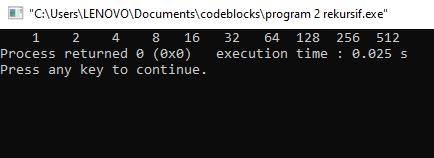 "C:\Users\LENOVO\Documents\codeblocks\program 2 rekursif.exe"
1 2 4 8 16 32 64 128 256 512
Process returned 0 (0x0) execution time : 0.025 s
Press any key to continue.